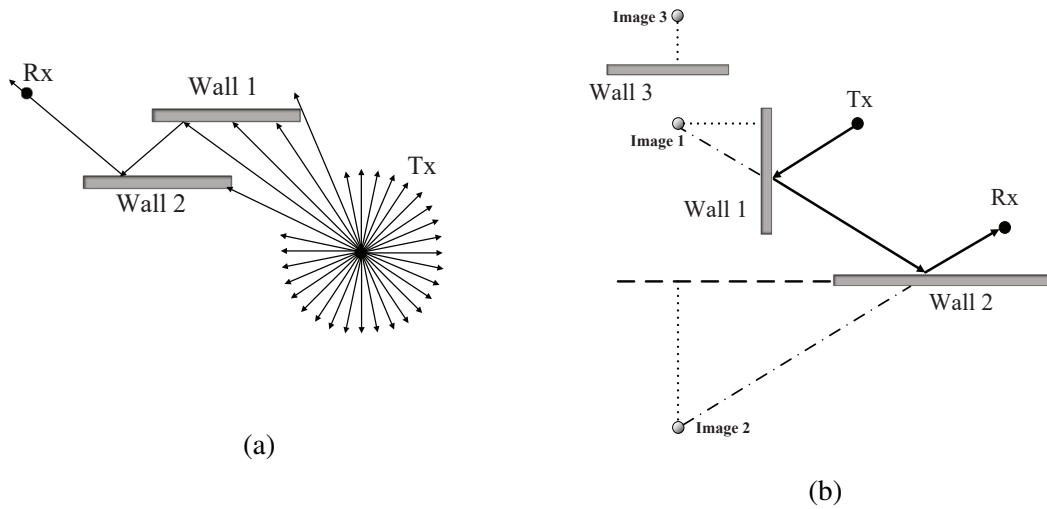 Rx
Wall 1
Tx
Wall 2
(a)
Image 3
Wall 3
Tx
Image 1
Wall 1
Rx
Wall 2
Image 2
(b)